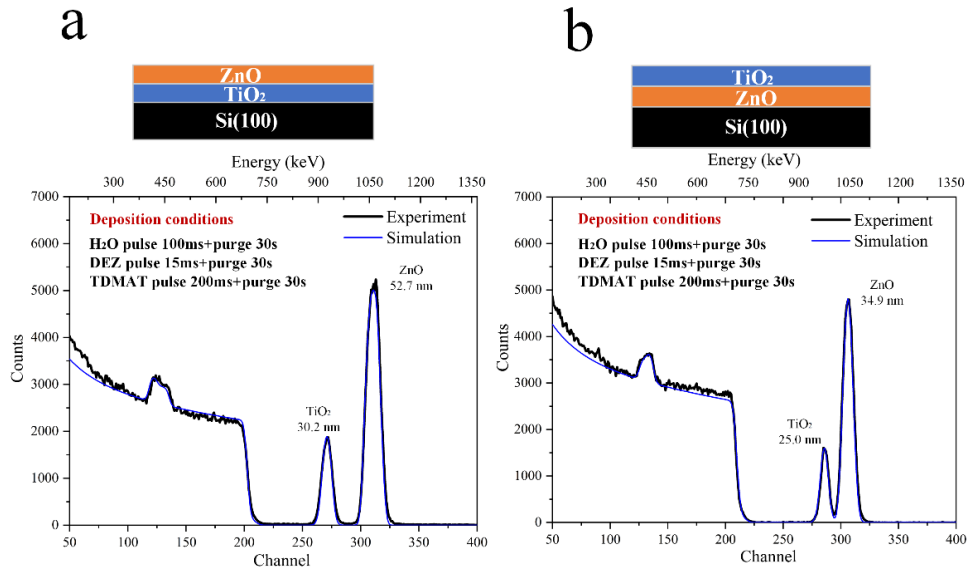 a
ZnO
TiO₂
Si(100)
Energy (keV)
300 450 600 750 900 1050 1200 1350
7000
6000
5000
4000
3000
2000
1000
0
Counts
Deposition conditions
H₂O pulse 100ms+purge 30s
DEZ pulse 15ms+purge 30s
TDMAT pulse 200ms+purge 30s
Experiment
Simulation
ZnO
52.7 nm
TiO₂
30.2 nm
50 100 150 200 250 300 350 400
Channel
b
TiO₂
ZnO
Si(100)
Energy (keV)
300 450 600 750 900 1050 1200 1350
7000
6000
5000
4000
3000
2000
1000
0
Counts
Deposition conditions
H₂O pulse 100ms+purge 30s
DEZ pulse 15ms+purge 30s
TDMAT pulse 200ms+purge 30s
Experiment
Simulation
ZnO
34.9 nm
TiO₂
25.0 nm
50 100 150 200 250 300 350 400
Channel